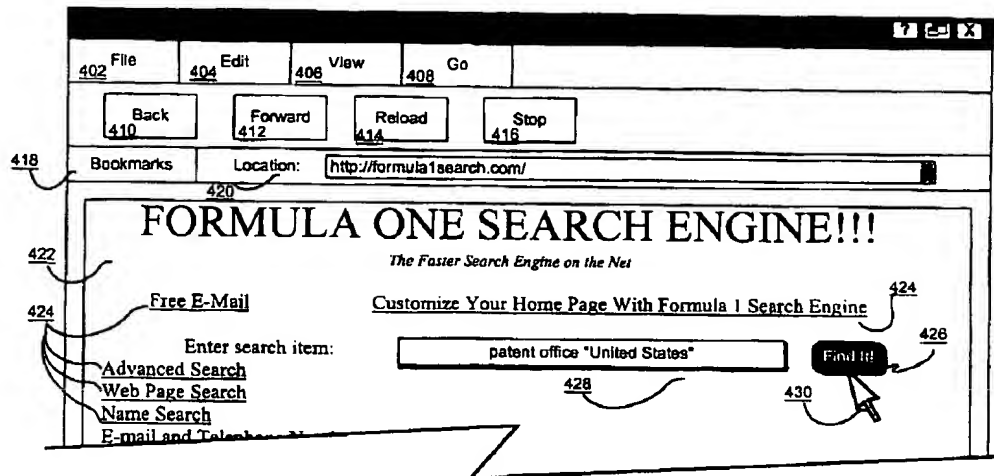 ? X
File Edit View Go
402 404 406 408
Back Forward Reload Stop
410 412 414 416
418 Bookmarks Location: http://formula1search.com/
420
FORMULA ONE SEARCH ENGINE!!!
422 The Faster Search Engine on the Net
424 Free E-Mail Customize Your Home Page With Formula 1 Search Engine 424
Enter search item: patent office "United States" Find It! 426
Advanced Search
Web Page Search 428 430
Name Search
E-mail and Telephone